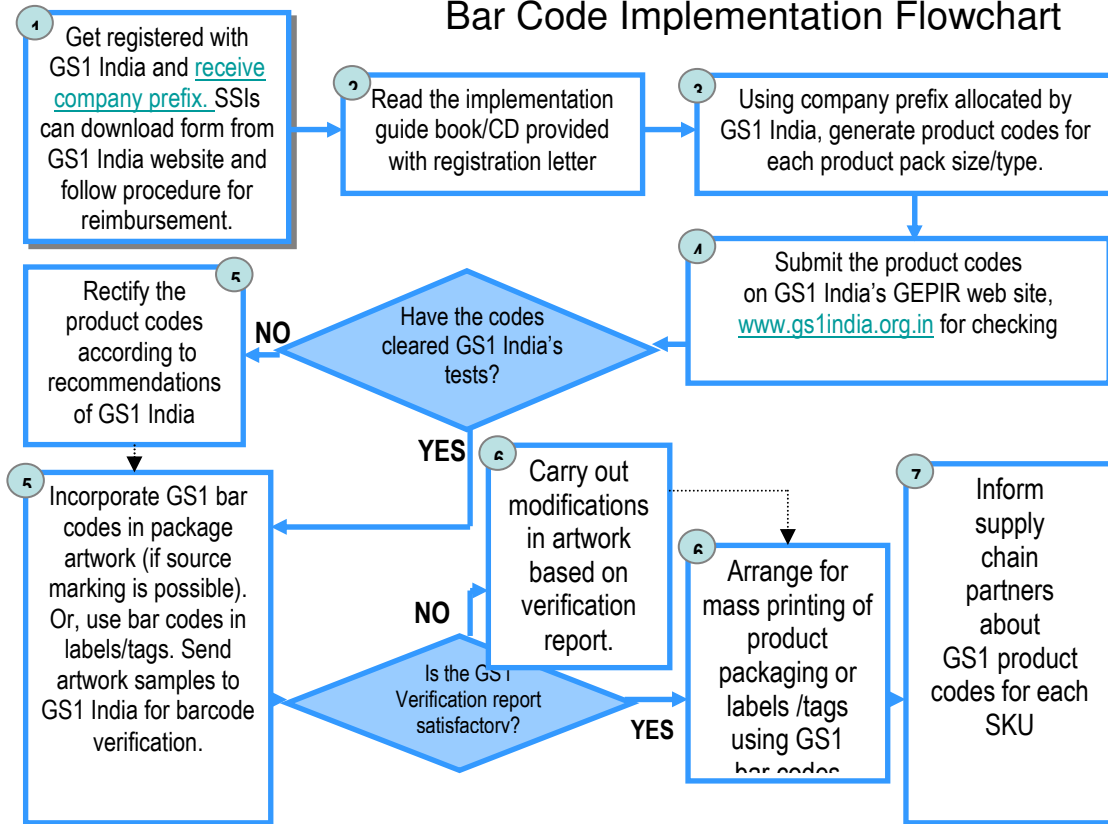 Bar Code Implementation Flowchart
1
Get registered with
GS1 India and receive
company prefix. SSIs
can download form from
GS1 India website and
follow procedure for
reimbursement.
2
Read the implementation
guide book/CD provided
with registration letter
3
Using company prefix allocated by
GS1 India, generate product codes for
each product pack size/type.
4
Submit the product codes
on GS1 India's GEPIR web site,
www.gs1india.org.in for checking
Have the codes
cleared GS1 India's
tests?
NO
5
Rectify the
product codes
according to
recommendations
of GS1 India
YES
5
Incorporate GS1 bar
codes in package
artwork (if source
marking is possible).
Or, use bar codes in
labels/tags. Send
artwork samples to
GS1 India for barcode
verification.
Is the GS1
Verification report
satisfactory?
NO
6
Carry out
modifications
in artwork
based on
verification
report.
YES
6
Arrange for
mass printing of
product
packaging or
labels /tags
using GS1
bar codes
7
Inform
supply
chain
partners
about
GS1 product
codes for each
SKU